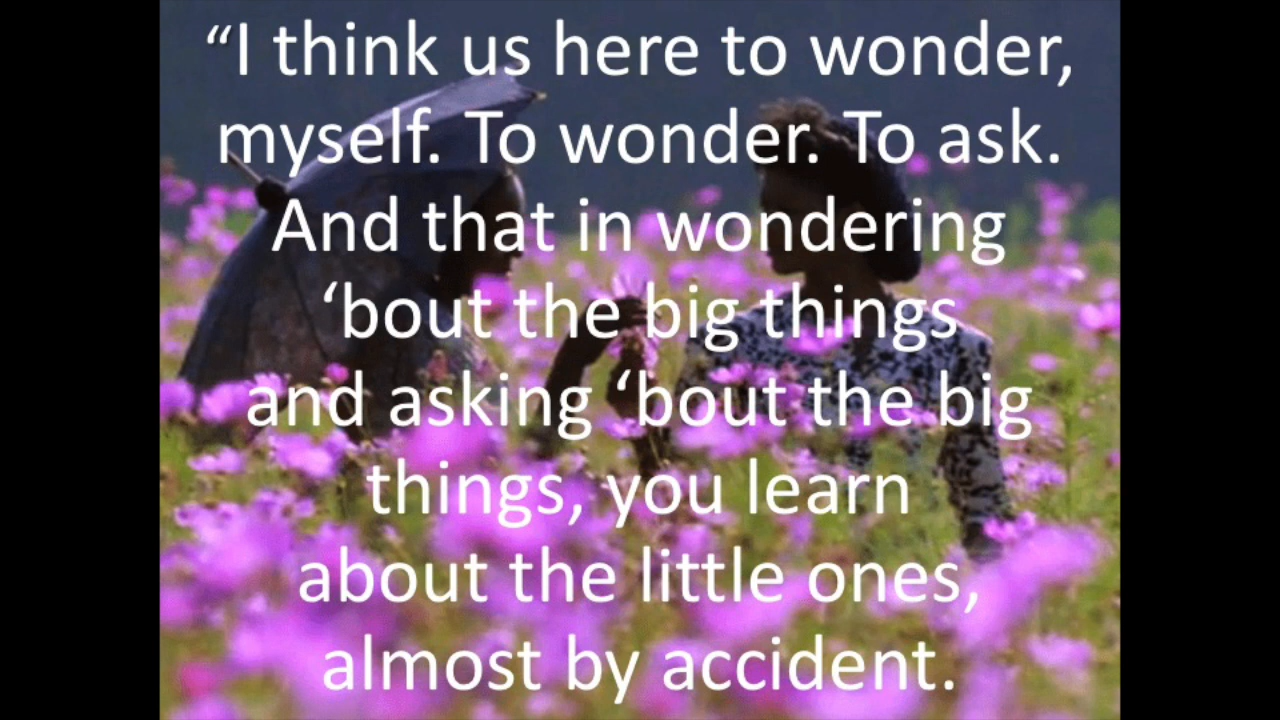 “I think us here to wonder,
myself. To wonder. To ask.
And that in wondering
‘bout the big things
and asking ‘bout the big
things, you learn
about the little ones,
almost by accident.